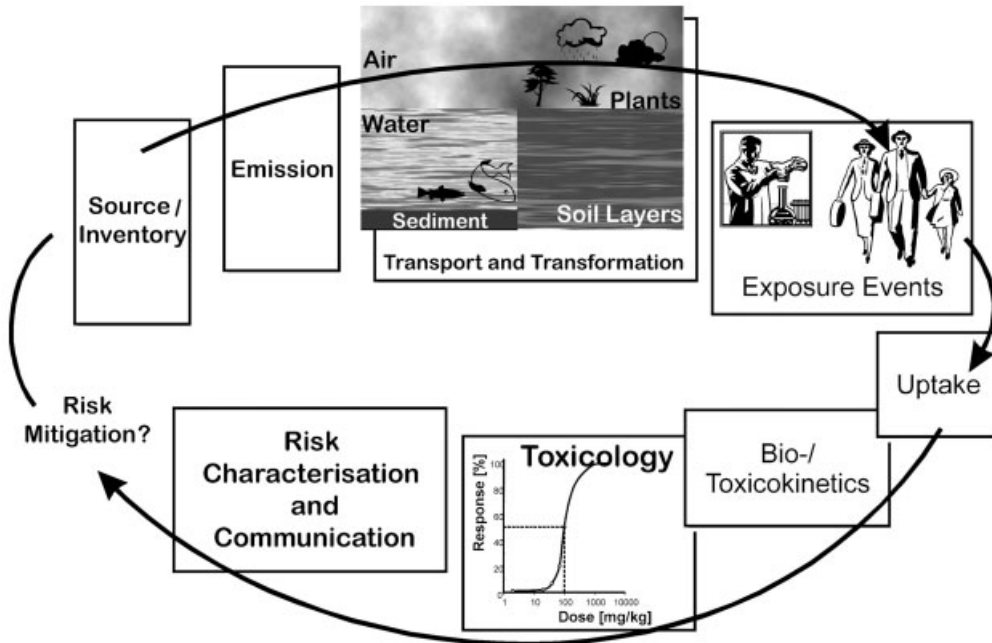 Air
Plants
Water
Sediment
Soil Layers
Transport and Transformation
Emission
Source /
Inventory
Exposure Events
Uptake
Bio-/
Toxicokinetics
Toxicology
Response [%]
100
80
60
40
20
0
1
10
100
1000
10000
Dose [mg/kg]
Risk
Characterisation
and
Communication
Risk
Mitigation?